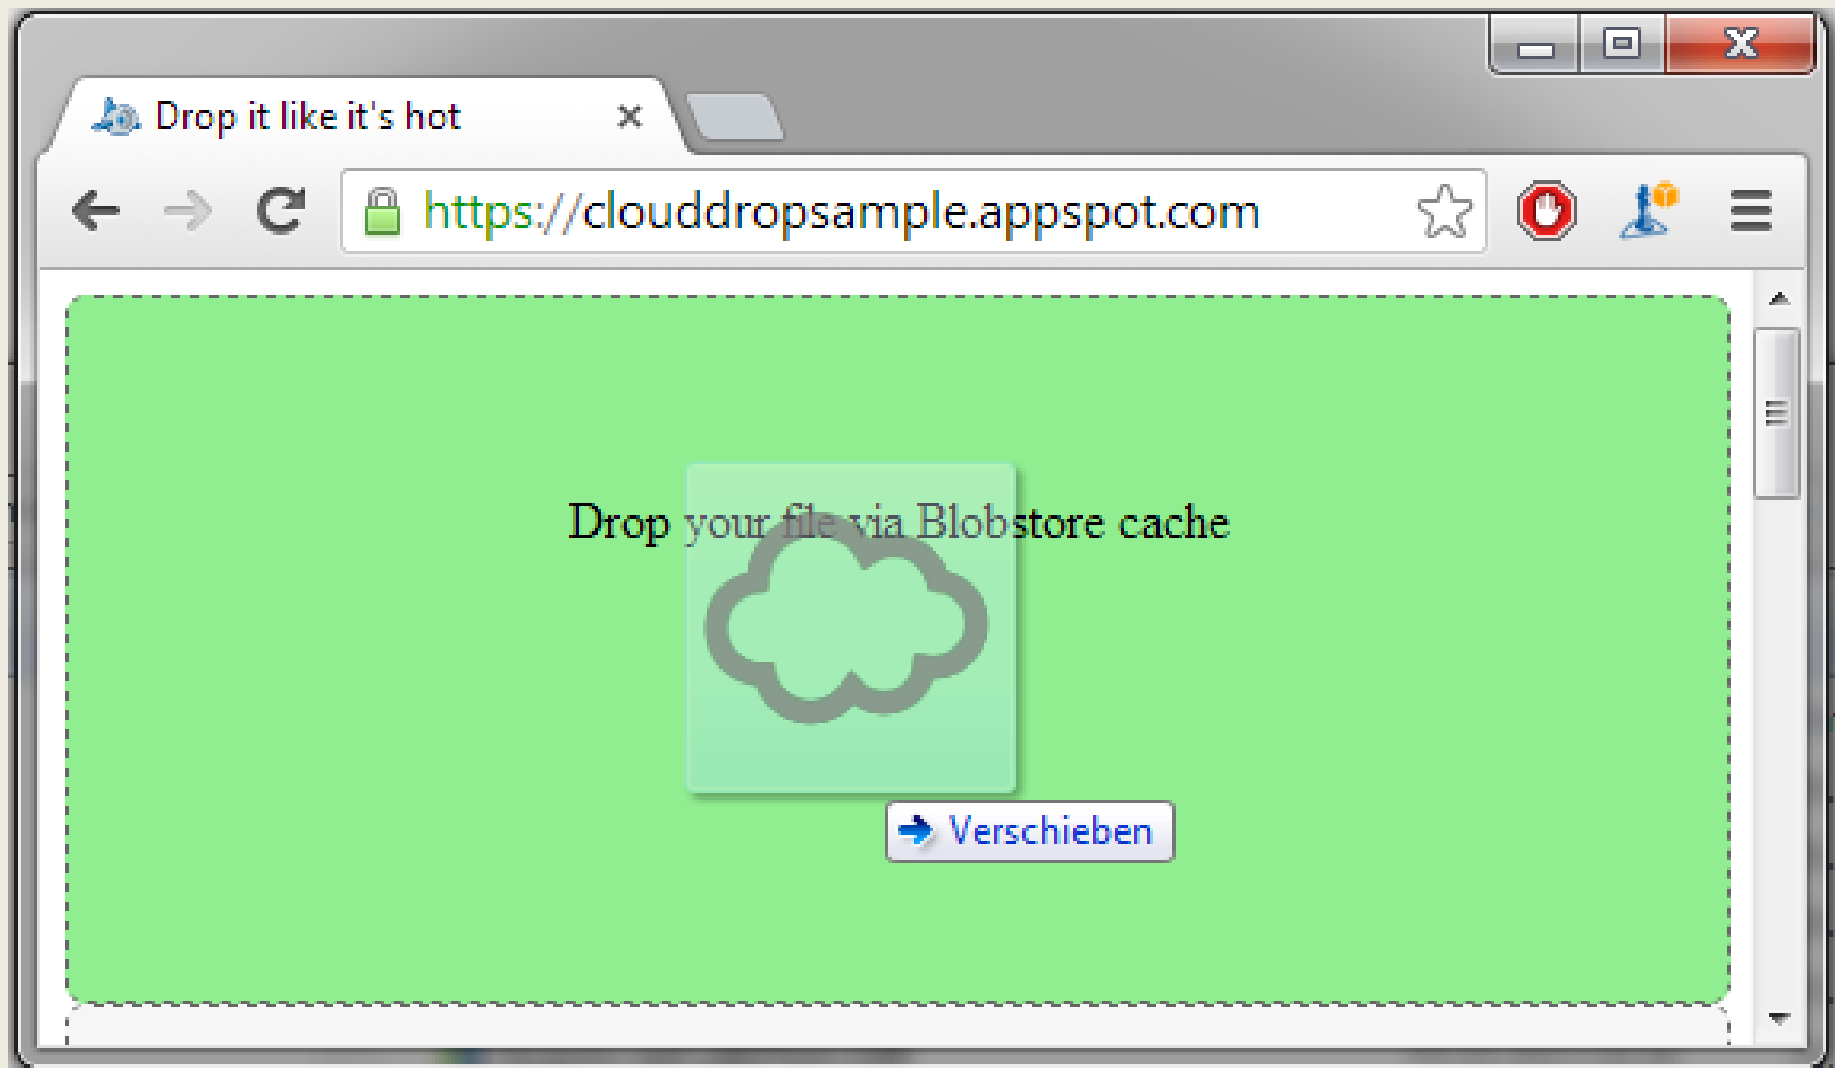 Drop it like it's hot
https://clouddropsample.appspot.com
Drop your file via Blobstore cache
Verschieben